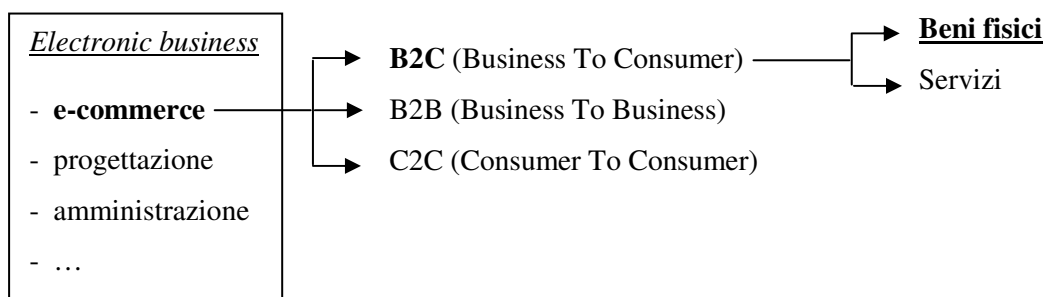 Electronic business
- e-commerce
- progettazione
- amministrazione
- …
B2C (Business To Consumer)
B2B (Business To Business)
C2C (Consumer To Consumer)
Beni fisici
Servizi